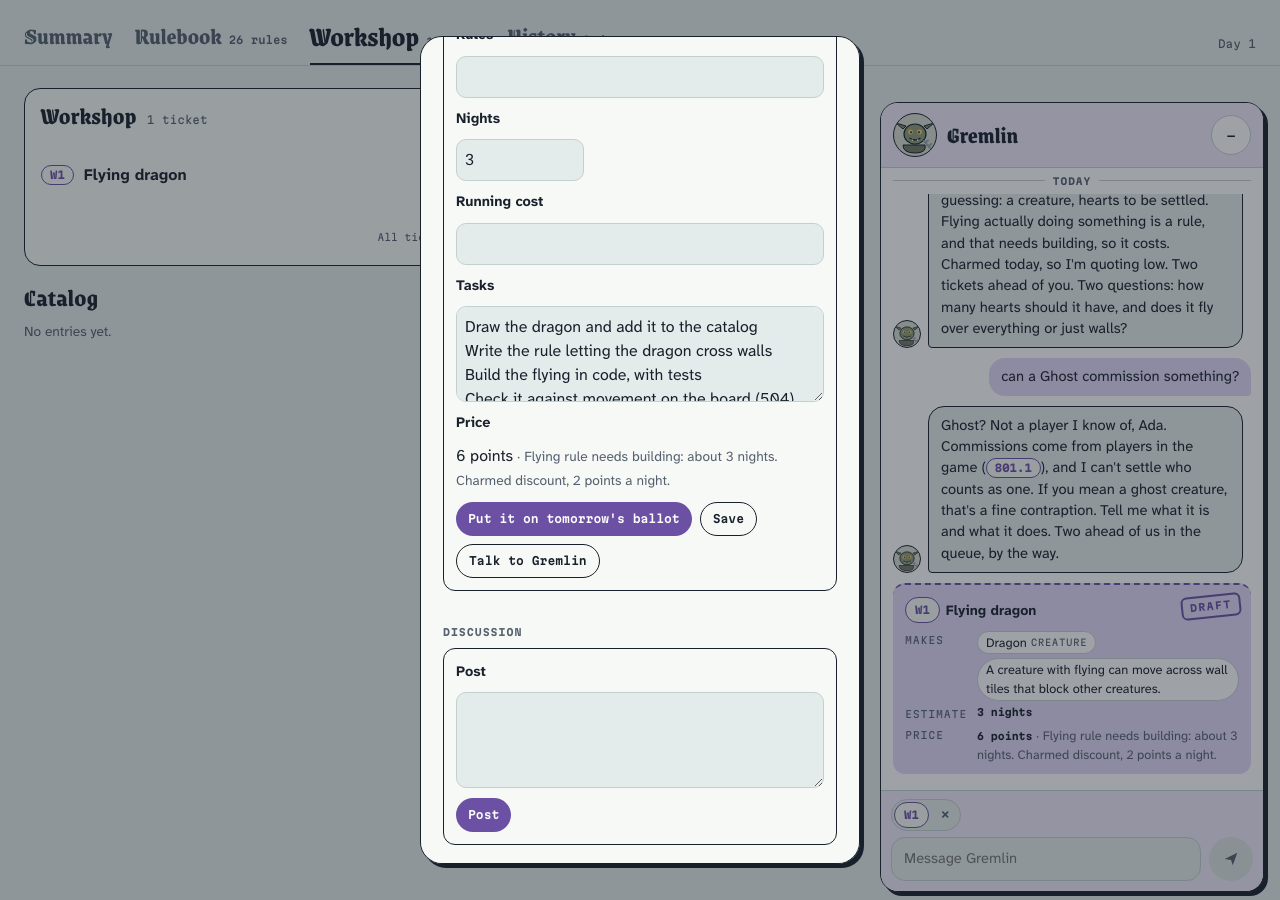 Summary
Rulebook 26 rules
Workshop
Day 1
Workshop 1 ticket
W1 Flying dragon
All tic
Catalog
No entries yet.
Rules
Nights
3
Running cost
Tasks
Draw the dragon and add it to the catalog
Write the rule letting the dragon cross walls
Build the flying in code, with tests
Check it against movement on the board (504)
Price
6 points · Flying rule needs building: about 3 nights.
Charmed discount, 2 points a night.
Put it on tomorrow's ballot
Save
Talk to Gremlin
DISCUSSION
Post
Post
Gremlin
–
TODAY
guessing: a creature, hearts to be settled.
Flying actually doing something is a rule,
and that needs building, so it costs.
Charmed today, so I'm quoting low. Two
tickets ahead of you. Two questions: how
many hearts should it have, and does it fly
over everything or just walls?
can a Ghost commission something?
Ghost? Not a player I know of, Ada.
Commissions come from players in the
game (801.1), and I can't settle who
counts as one. If you mean a ghost creature,
that's a fine contraption. Tell me what it is
and what it does. Two ahead of us in the
queue, by the way.
W1 Flying dragon
DRAFT
MAKES
Dragon CREATURE
A creature with flying can move across wall
tiles that block other creatures.
ESTIMATE 3 nights
PRICE 6 points · Flying rule needs building: about 3
nights. Charmed discount, 2 points a night.
W1 ×
Message Gremlin